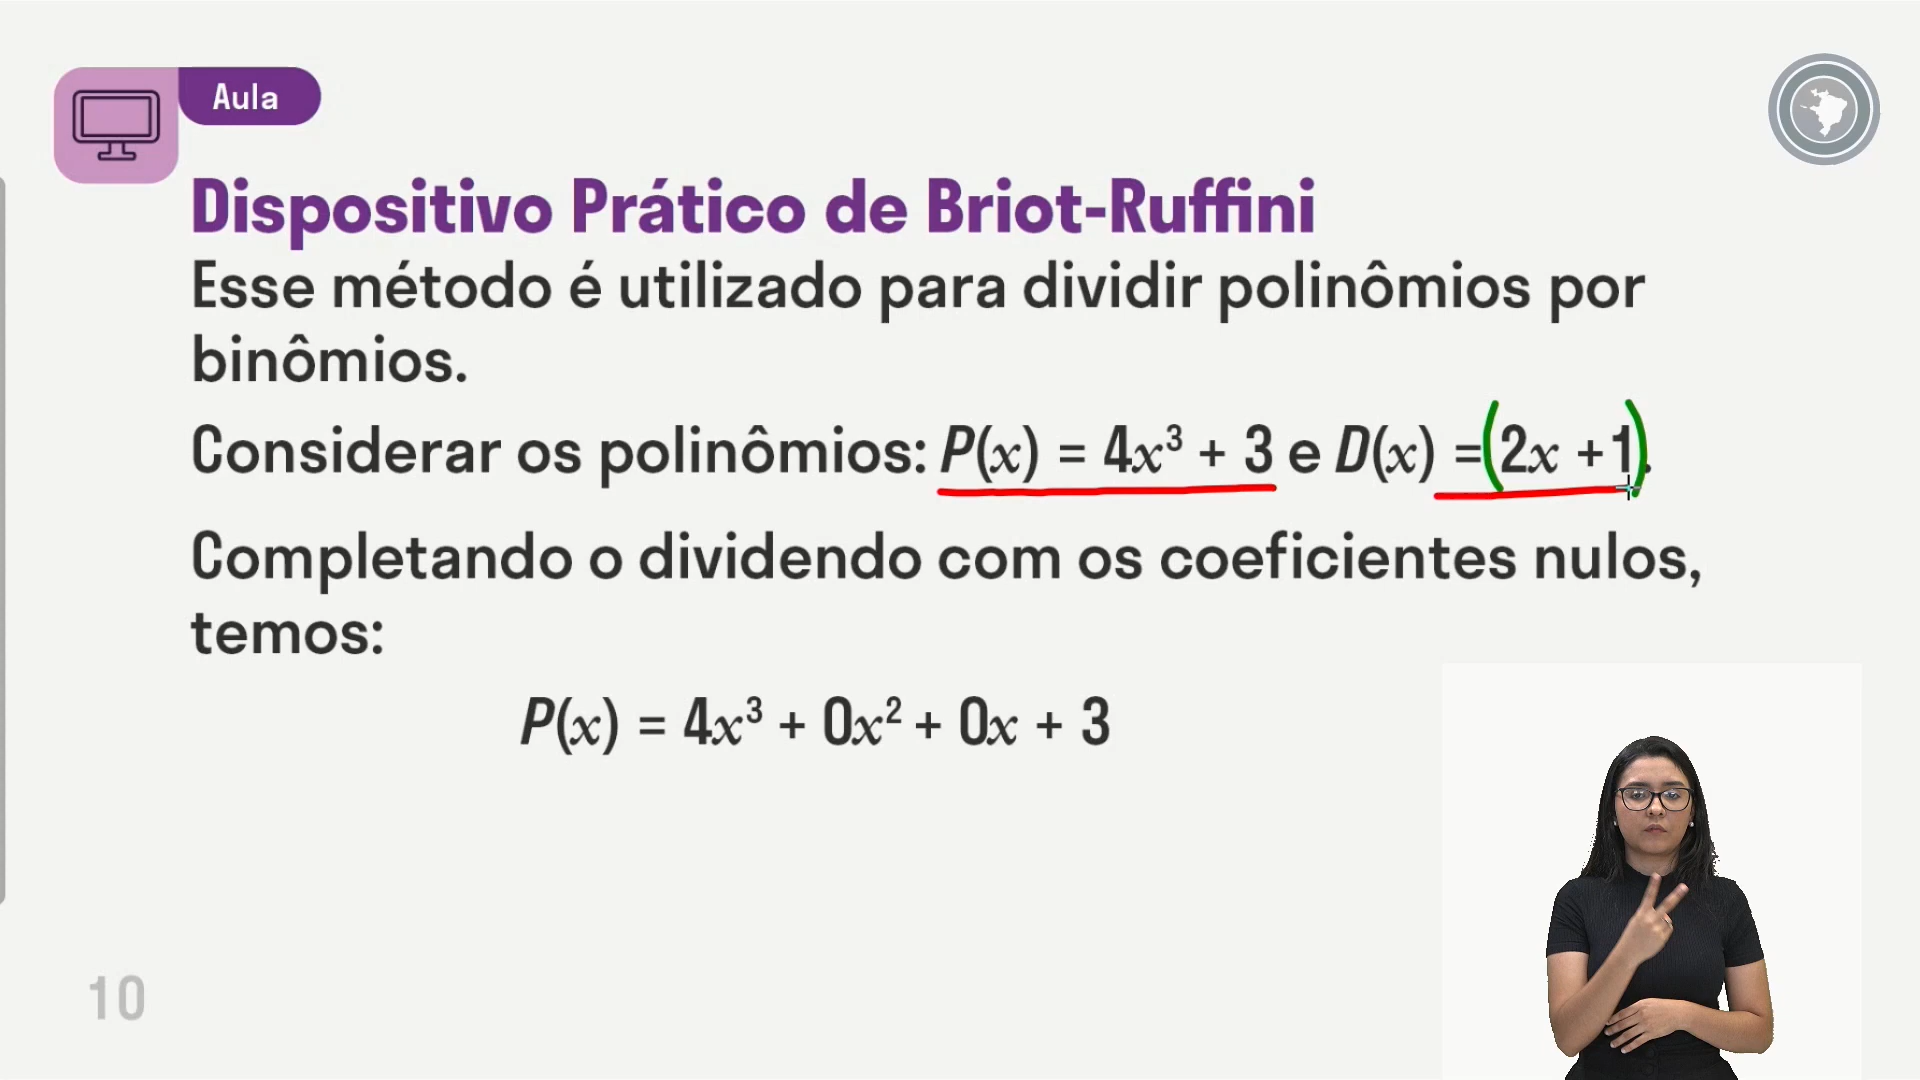 Aula
Dispositivo Prático de Briot-Ruffini
Esse método é utilizado para dividir polinômios por
binômios.
Considerar os polinômios: P(x) = 4x³ + 3 e D(x) =(2x +1).
Completando o dividendo com os coeficientes nulos,
temos:
P(x) = 4x³ + 0x² + 0x + 3
10